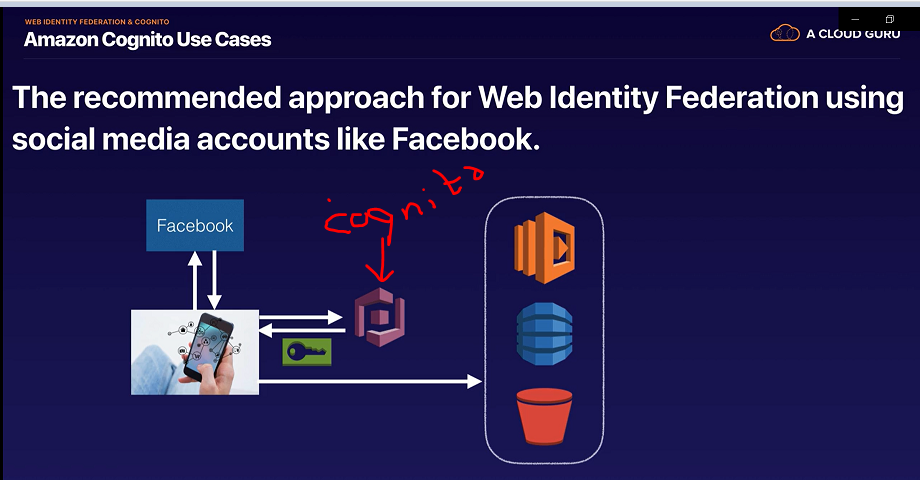 WEB IDENTITY FEDERATION & COGNITO
Amazon Cognito Use Cases
A CLOUD GURU
The recommended approach for Web Identity Federation using
social media accounts like Facebook.
cognito
Facebook